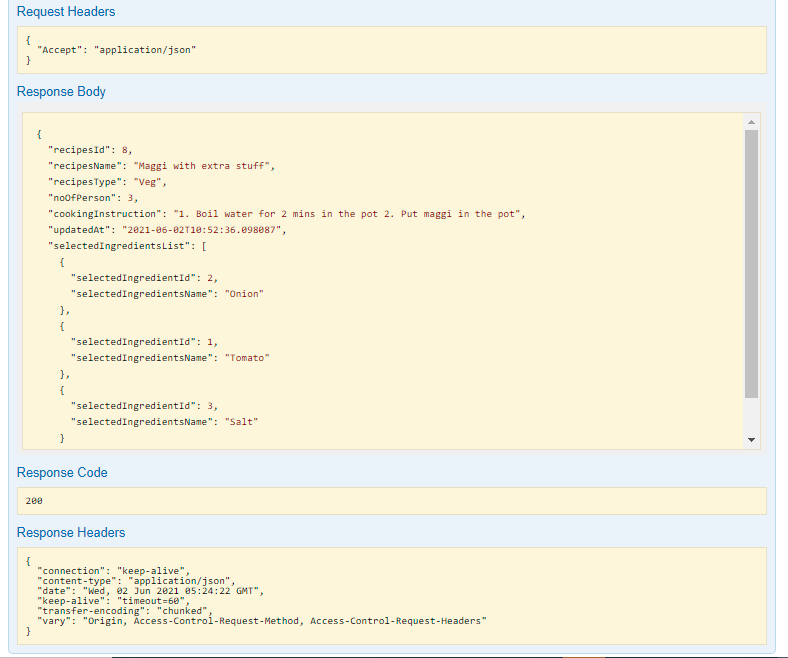 Request Headers
{
  "Accept": "application/json"
}
Response Body
{
  "recipesId": 8,
  "recipesName": "Maggi with extra stuff",
  "recipesType": "Veg",
  "noOfPerson": 3,
  "cookingInstruction": "1. Boil water for 2 mins in the pot 2. Put maggi in the pot",
  "updatedAt": "2021-06-02T10:52:36.098087",
  "selectedIngredientsList": [
    {
      "selectedIngredientId": 2,
      "selectedIngredientsName": "Onion"
    },
    {
      "selectedIngredientId": 1,
      "selectedIngredientsName": "Tomato"
    },
    {
      "selectedIngredientId": 3,
      "selectedIngredientsName": "Salt"
    }
Response Code
200
Response Headers
{
  "connection": "keep-alive",
  "content-type": "application/json",
  "date": "Wed, 02 Jun 2021 05:24:22 GMT",
  "keep-alive": "timeout=60",
  "transfer-encoding": "chunked",
  "vary": "Origin, Access-Control-Request-Method, Access-Control-Request-Headers"
}